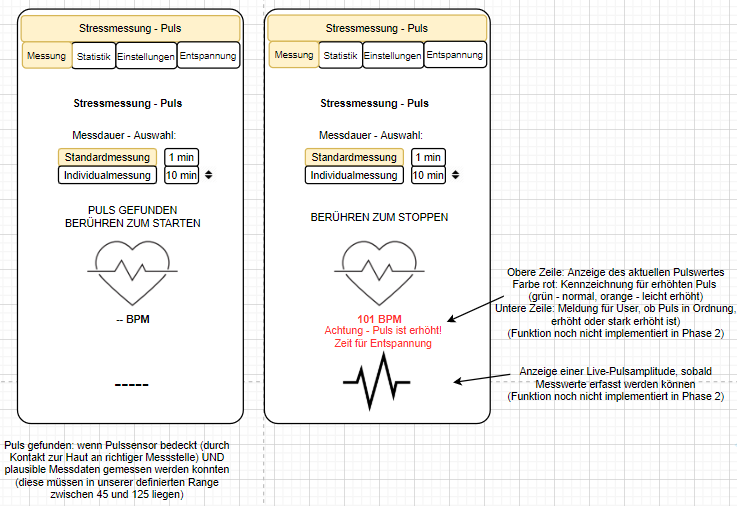 Stressmessung - Puls
Messung Statistik Einstellungen Entspannung
Stressmessung - Puls
Messdauer - Auswahl:
Standardmessung 1 min
Individualmessung 10 min
PULS GEFUNDEN
BERÜHREN ZUM STARTEN
-- BPM
-----
Puls gefunden: wenn Pulssensor bedeckt (durch
Kontakt zur Haut an richtiger Messstelle) UND
plausible Messdaten gemessen werden konnten
(diese müssen in unserer definierten Range
zwischen 45 und 125 liegen)
Stressmessung - Puls
Messung Statistik Einstellungen Entspannung
Stressmessung - Puls
Messdauer - Auswahl:
Standardmessung 1 min
Individualmessung 10 min
BERÜHREN ZUM STOPPEN
101 BPM
Achtung - Puls ist erhöht!
Zeit für Entspannung
Obere Zeile: Anzeige des aktuellen Pulswertes
Farbe rot: Kennzeichnung für erhöhten Puls
(grün - normal, orange - leicht erhöht)
Untere Zeile: Meldung für User, ob Puls in Ordnung,
erhöht oder stark erhöht ist)
(Funktion noch nicht implementiert in Phase 2)
Anzeige einer Live-Pulsamplitude, sobald
Messwerte erfasst werden können
(Funktion noch nicht implementiert in Phase 2)